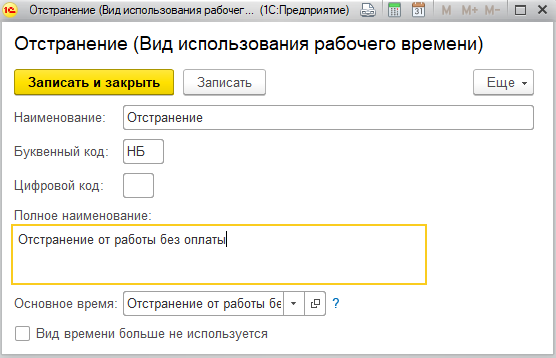 Отстранение (Вид использования рабочег... (1С:Предприятие) M M+ M-
Отстранение (Вид использования рабочего времени)
Записать и закрыть Записать Еще
Наименование: Отстранение
Буквенный код: НБ
Цифровой код:
Полное наименование:
Отстранение от работы без оплаты
Основное время: Отстранение от работы бе ?
Вид времени больше не используется